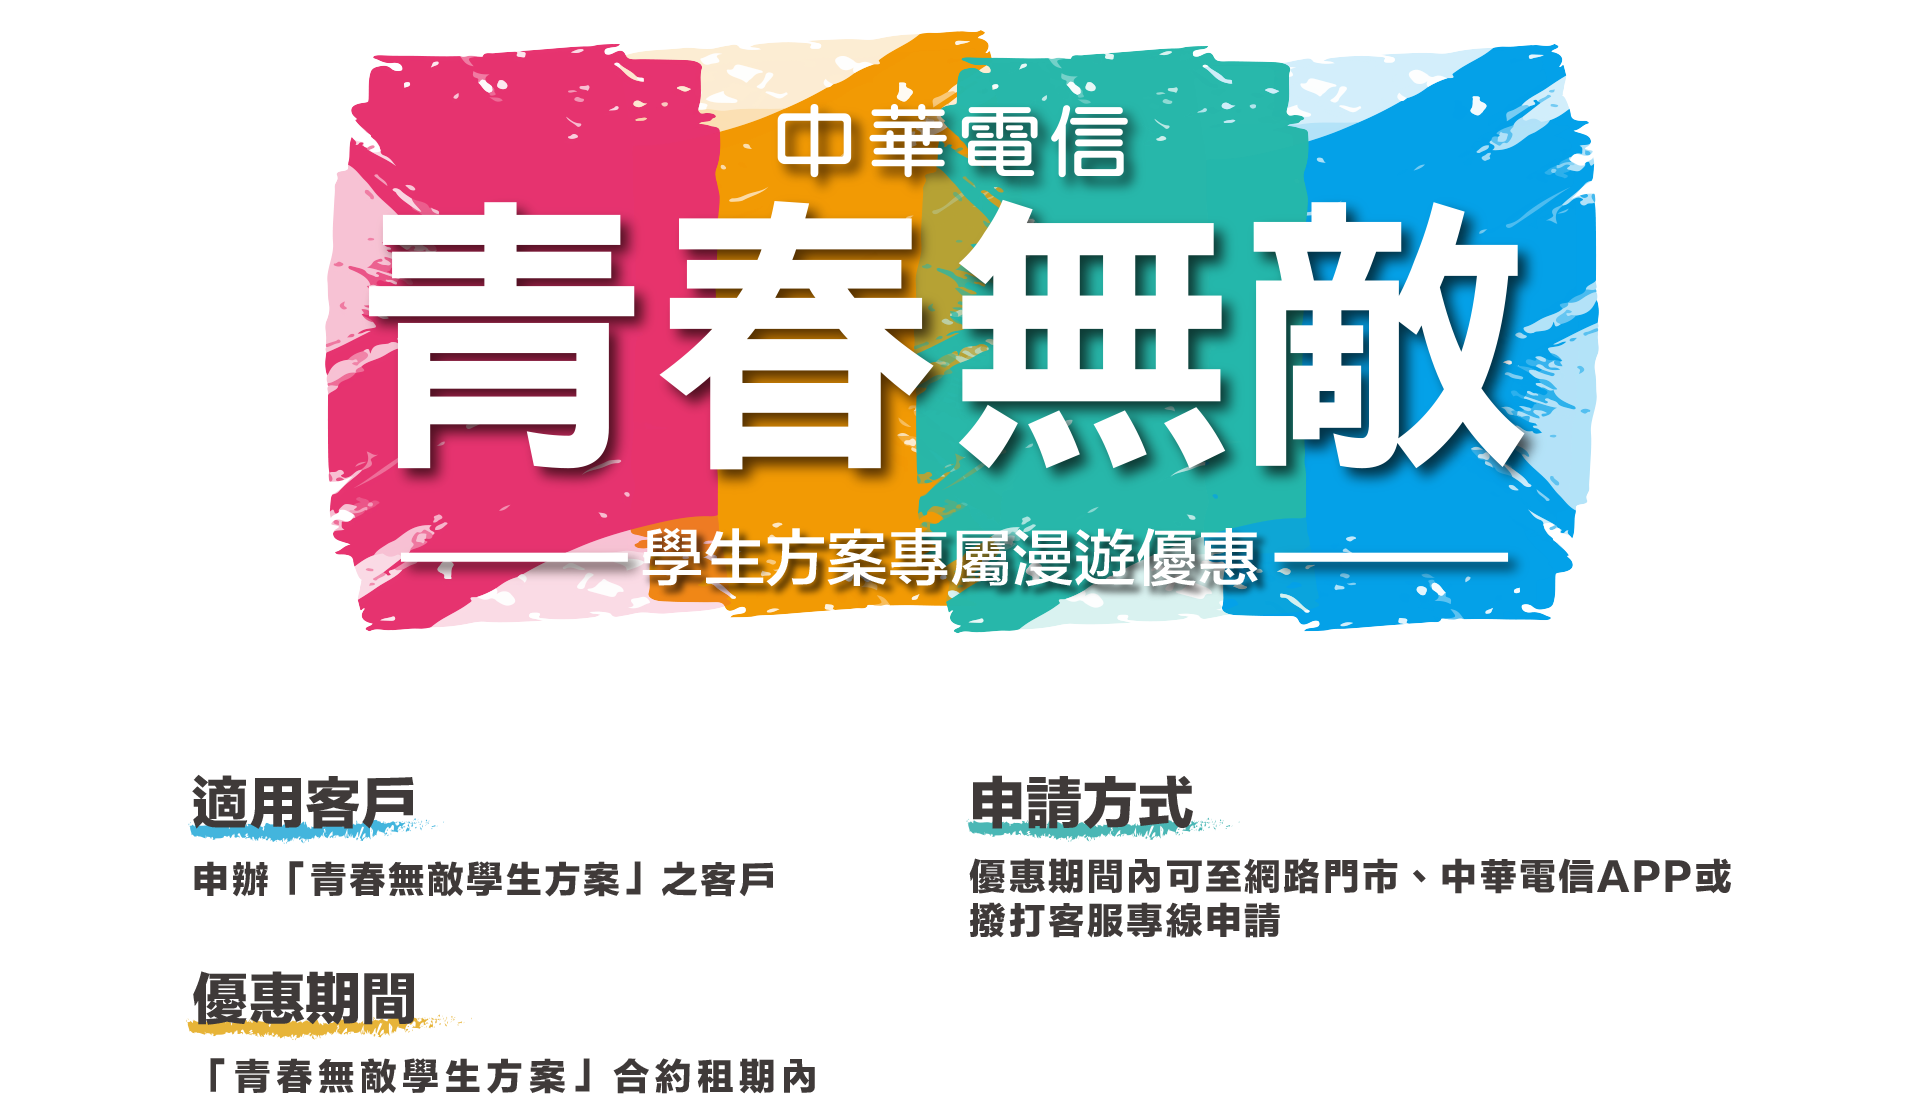 中華電信
青春無敵
學生方案專屬漫遊優惠
適用客戶
申辦「青春無敵學生方案」之客戶
優惠期間
「青春無敵學生方案」合約租期內
申請方式
優惠期間內可至網路門市、中華電信APP或
撥打客服專線申請